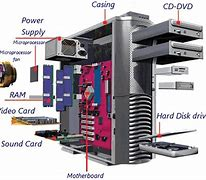 Casing
CD-DVD
Power
Supply
Microprocessor
Microprocessor
fan
RAM
Video Card
Sound Card
Hard Disk drive
Motherboard